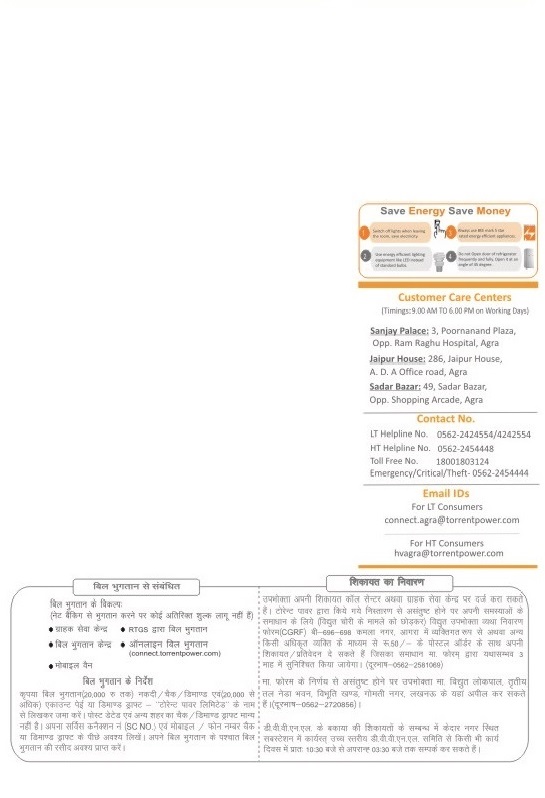 Save Energy Save Money
1 Switch off lights when leaving the room, save electricity.
3 Always use BEE mark 5 star rated energy efficient appliances.
2 Use energy efficient lighting equipment like LED instead of standard bulbs.
4 Do not Open door of refrigerator frequently and fully, Open it at an angle of 45 degree
Customer Care Centers
(Timings:9.00 AM TO 6.00 PM on Working Days)
Sanjay Palace: 3, Poornanand Plaza,
Opp. Ram Raghu Hospital, Agra
Jaipur House: 286, Jaipur House,
A. D. A Office road, Agra
Sadar Bazar: 49, Sadar Bazar,
Opp. Shopping Arcade, Agra
Contact No.
LT Helpline No. 0562-2424554/4242554
HT Helpline No. 0562-2454448
Toll Free No. 18001803124
Emergency/Critical/Theft- 0562-2454444
Email IDs
For LT Consumers
connect.agra@torrentpower.com
For HT Consumers
hvagra@torrentpower.com
बिल भुगतान से संबंधित
बिल भुगतान के विकल्पः
(नेट बैंकिंग से भुगतान करने पर कोई अतिरिक्त शुल्क लागू नहीं हैं)
♦ ग्राहक सेवा केन्द्र ♦ RTGS द्वारा बिल भुगतान
♦ बिल भुगतान केन्द्र ♦ ऑनलाइन बिल भुगतान
(connect.torrentpower.com)
♦ मोबाइल वैन
बिल भुगतान के निर्देश
कृपया बिल भुगतान(20,000 रु तक) नकदी/चैक/डिमाण्ड एवं(20,000 से
अधिक) एकाउंट पेई या डिमाण्ड ड्राफ्ट – "टोरेन्ट पावर लिमिटेड" के नाम
से लिखकर जमा करें। पोस्ट डेटेड एवं अन्य शहर का चैक/डिमाण्ड ड्राफ्ट मान्य
नहीं है। अपना सर्विस कनैक्शन नं (SC NO.) एवं मोबाइल / फोन नम्बर चैक
या डिमाण्ड ड्राफ्ट के पीछे अवश्य लिखें। अपने बिल भुगतान के पश्चात बिल
भुगतान की रसीद अवश्य प्राप्त करें।
शिकायत का निवारण
उपभोक्ता अपनी शिकायत कॉल सेन्टर अथवा ग्राहक सेवा केन्द्र पर दर्ज करा सकते
हैं। टोरेन्ट पावर द्वारा किये गये निस्तारण से असंतुष्ट होने पर अपनी समस्याओं के
समाधान के लिये (विद्युत चोरी के मामले को छोड़कर) विद्युत उपभोक्ता व्यथा निवारण
फोरम(CGRF) बी–696–698 कमला नगर, आगरा में व्यक्तिगतरूप से अथवा अन्य
किसी अधिकृत व्यक्ति के माध्यम से रू.50/– के पोस्टल ऑर्डर के साथ अपनी
शिकायत/प्रतिवेदन दे सकते हैं जिसका समाधान मा. फोरम द्वारा यथासम्भव 3
माह मे सुनिश्चित किया जायेगा। (दूरभाष–0562–2581069)
मा. फोरम के निर्णय से असंतुष्ट होने पर उपभोक्ता मा. विद्युत लोकपाल, तृतीय
तल नेडा भवन, विभूति खण्ड, गोमती नगर, लखनऊ के यहां अपील कर सकते
हैं।(दूरभाष–0522–2720856)।
डी.वी.वी.एन.एल. के बकाया की शिकायतों के सम्बन्ध में केदार नगर स्थित
सबस्टेशन में कार्यरत् उच्च स्तरीय डी.वी.वी.एन.एल. समिति से किसी भी कार्य
दिवस में प्रातः 10:30 बजे से अपरान्ह 03:30 बजे तक सम्पर्क कर सकते हैं।